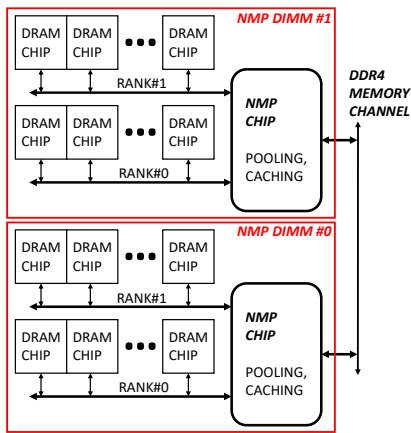 NMP DIMM #1
DRAM CHIP
DRAM CHIP
DRAM CHIP
RANK#1
DRAM CHIP
DRAM CHIP
DRAM CHIP
RANK#0
NMP
CHIP
POOLING,
CACHING
DDR4
MEMORY
CHANNEL
NMP DIMM #0
DRAM CHIP
DRAM CHIP
DRAM CHIP
RANK#1
DRAM CHIP
DRAM CHIP
DRAM CHIP
RANK#0
NMP
CHIP
POOLING,
CACHING